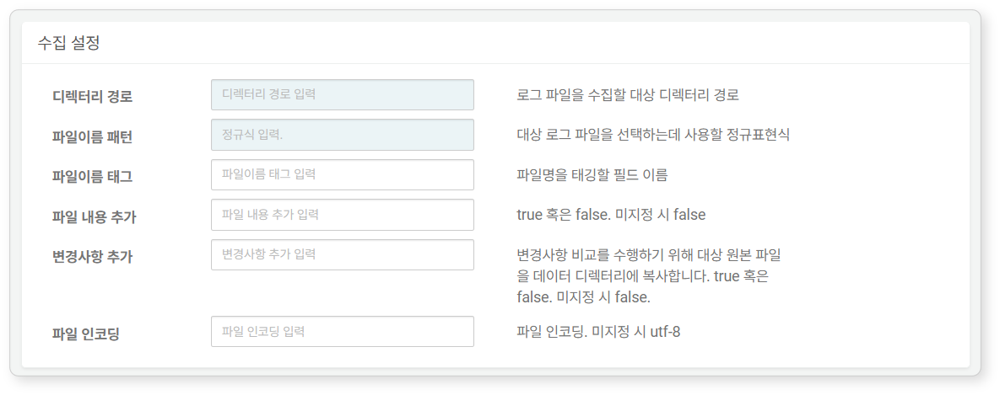 수집 설정
디렉터리 경로
디렉터리 경로 입력
로그 파일을 수집할 대상 디렉터리 경로
파일이름 패턴
정규식 입력.
대상 로그 파일을 선택하는데 사용할 정규표현식
파일이름 태그
파일이름 태그 입력
파일명을 태깅할 필드 이름
파일 내용 추가
파일 내용 추가 입력
true 혹은 false. 미지정 시 false
변경사항 추가
변경사항 추가 입력
변경사항 비교를 수행하기 위해 대상 원본 파일
을 데이터 디렉터리에 복사합니다. true 혹은
false. 미지정 시 false.
파일 인코딩
파일 인코딩 입력
파일 인코딩. 미지정 시 utf-8